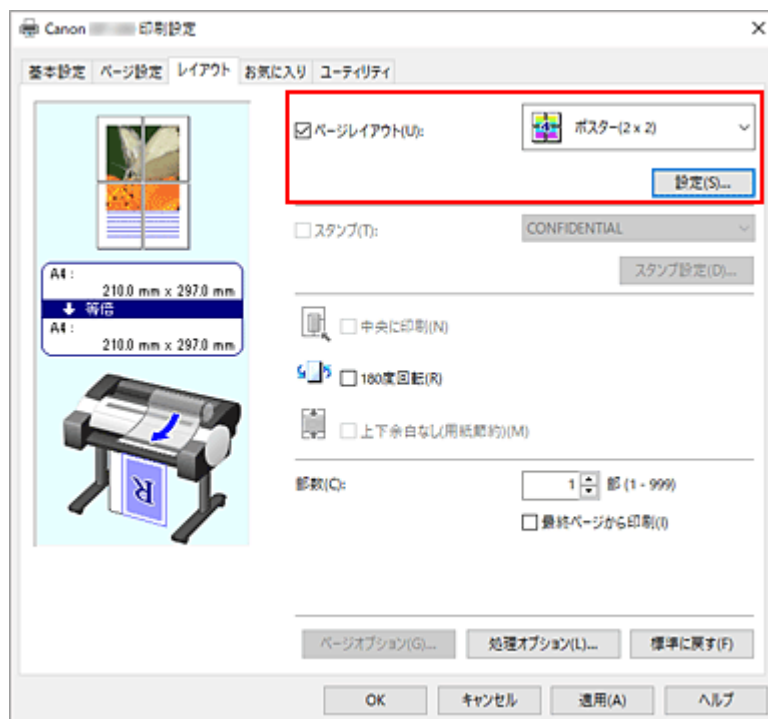 Canon 印刷設定
基本設定 ページ設定 レイアウト お気に入り ユーティリティ
ページレイアウト(U):
4
ポスター(2 x 2)
設定(S)...
スタンプ(T):
CONFIDENTIAL
スタンプ設定(D)...
A4 :
210.0 mm x 297.0 mm
等倍
A4 :
210.0 mm x 297.0 mm
中央に印刷(N)
180度回転(R)
上下余白なし(用紙節約)(M)
R
部数(C):
1 部 (1 - 999)
最終ページから印刷(I)
ページオプション(G)... 処理オプション(L)... 標準に戻す(F)
OK キャンセル 適用(A) ヘルプ